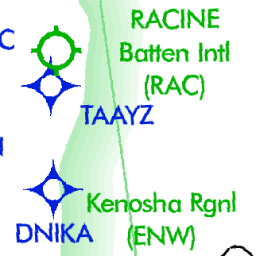 RACINE
C
Batten Intl
(RAC)
TAAYZ
Kenosha Rgnl
DNIKA
(ENW)